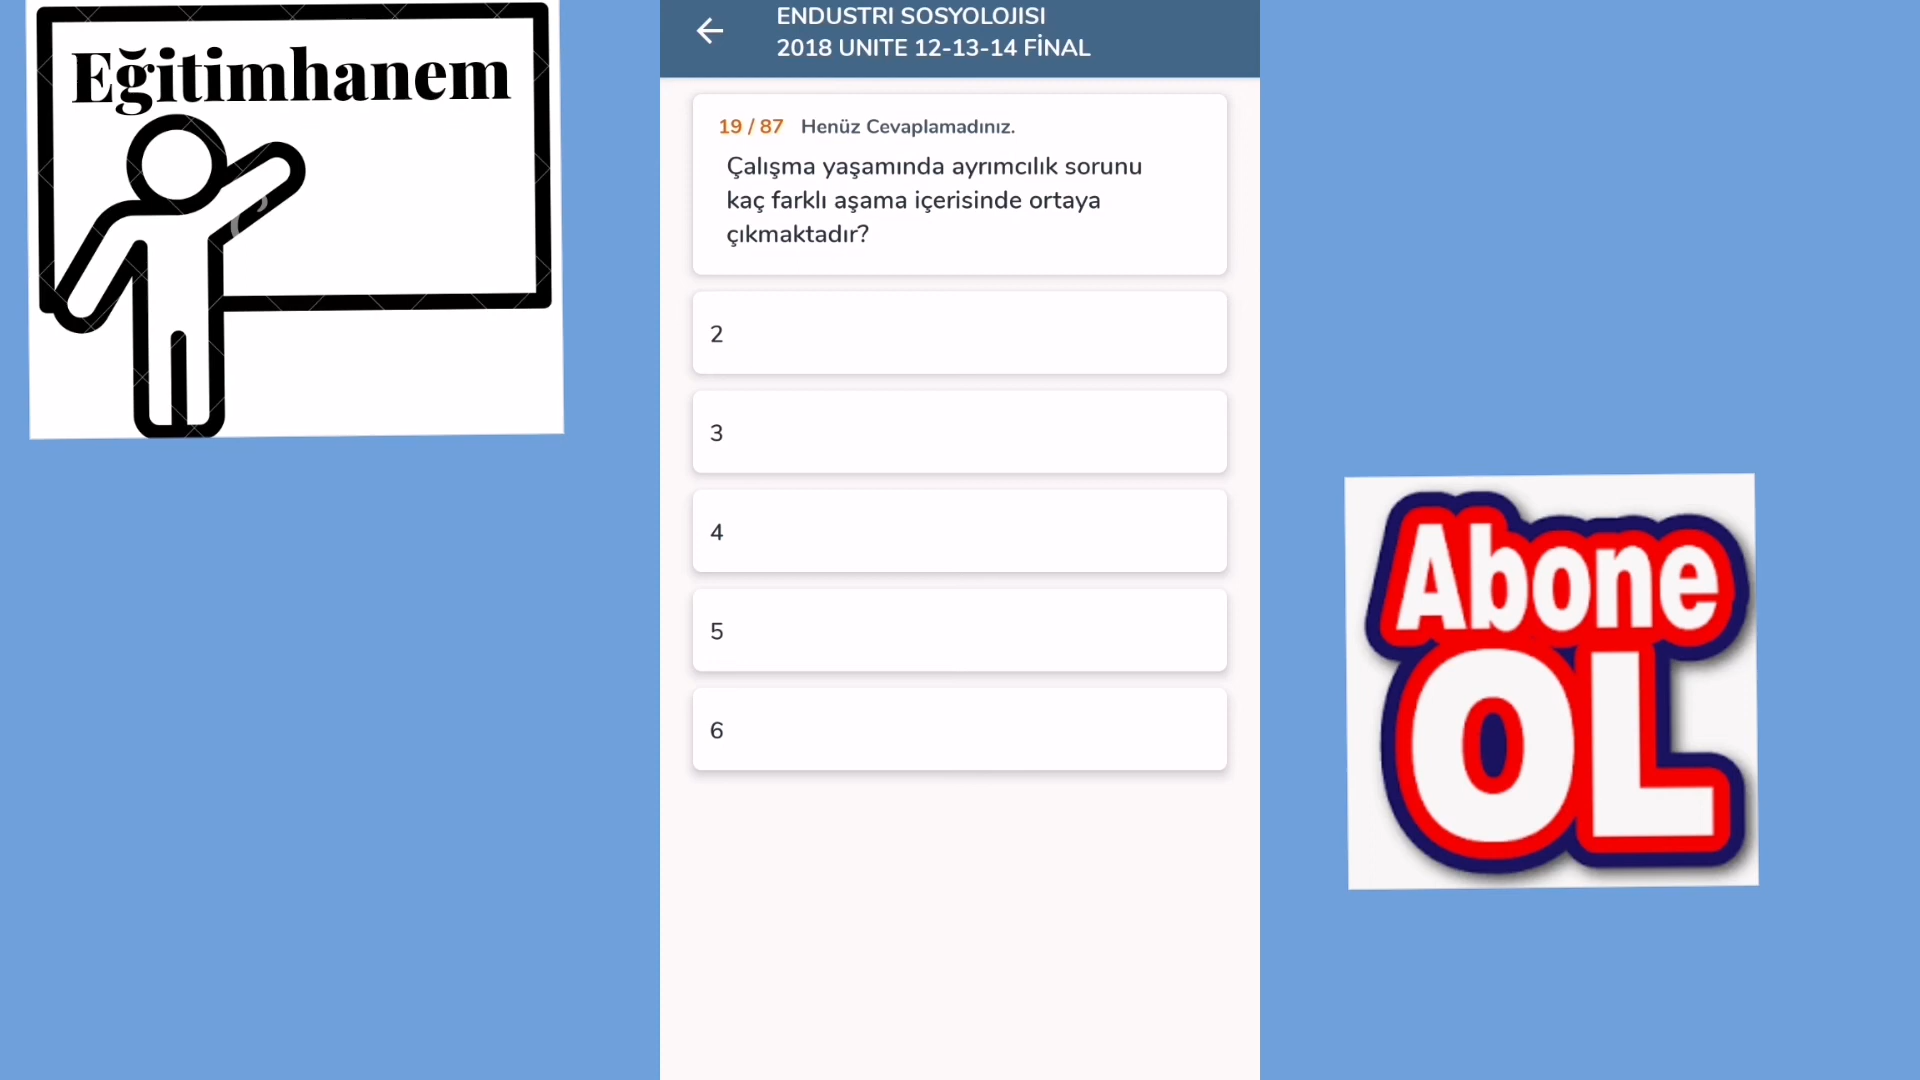 Eğitimhanem
ENDUSTRI SOSYOLOJISI
2018 UNITE 12-13-14 FİNAL
19 / 87 Henüz Cevaplamadınız.
Çalışma yaşamında ayrımcılık sorunu
kaç farklı aşama içerisinde ortaya
çıkmaktadır?
2
3
4
5
6
Abone
OL